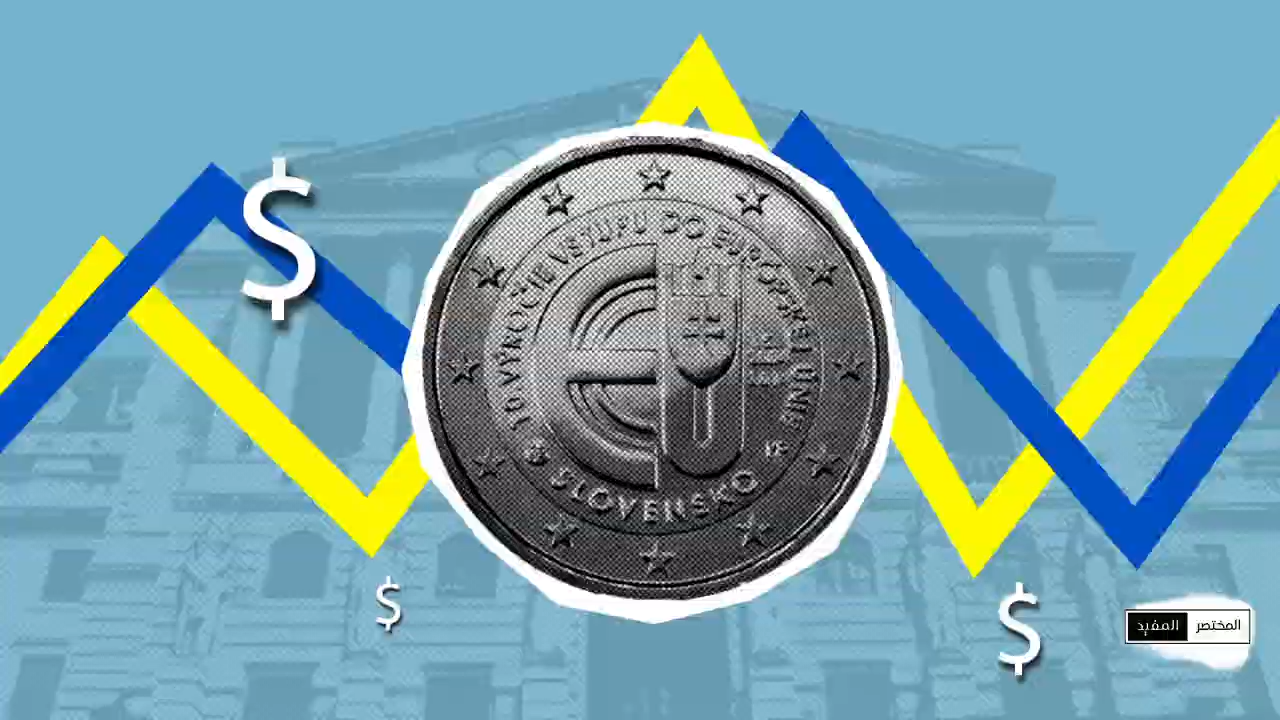 $
10. VÝROČIE VSTUPU DO EURÓPSKEJ ÚNIE
SLOVENSKO
$
$
المختصر المفيد